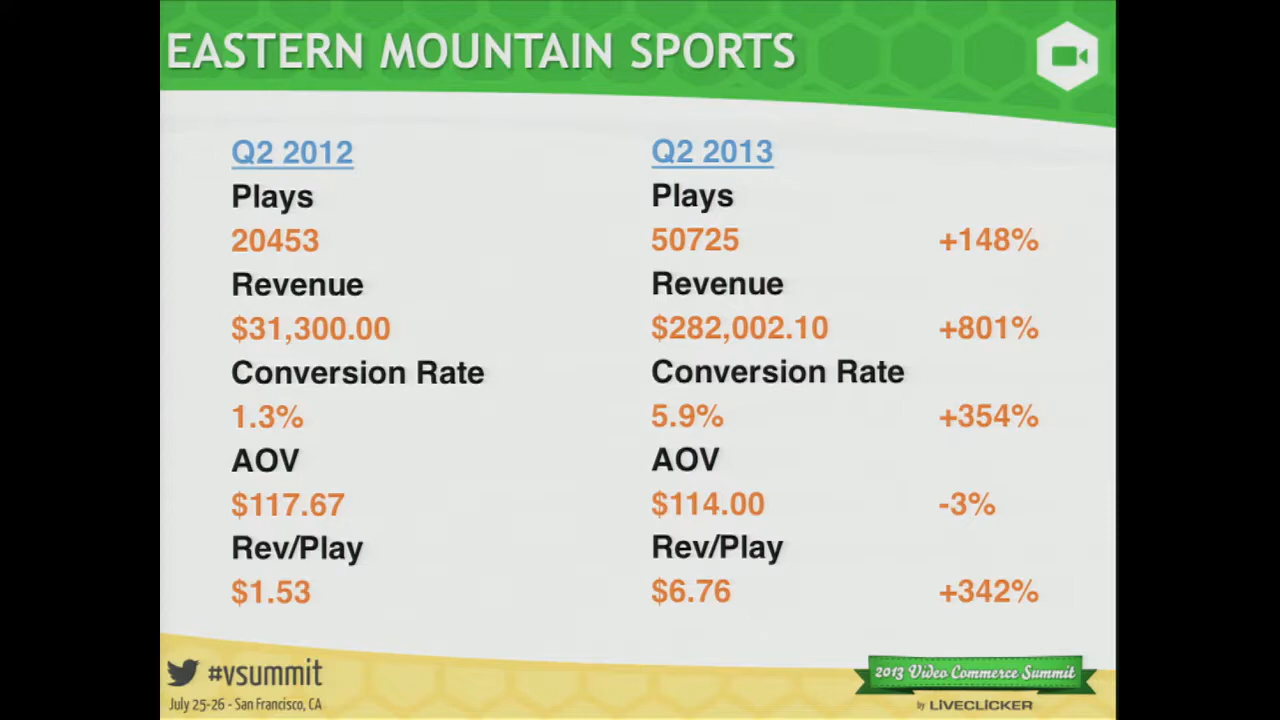 EASTERN MOUNTAIN SPORTS
Q2 2012
Plays
20453
Revenue
$31,300.00
Conversion Rate
1.3%
AOV
$117.67
Rev/Play
$1.53
Q2 2013
Plays
50725 +148%
Revenue
$282,002.10 +801%
Conversion Rate
5.9% +354%
AOV
$114.00 -3%
Rev/Play
$6.76 +342%
#vsummit
July 25-26 - San Francisco, CA
2013 Video Commerce Summit
by LIVECLICKER